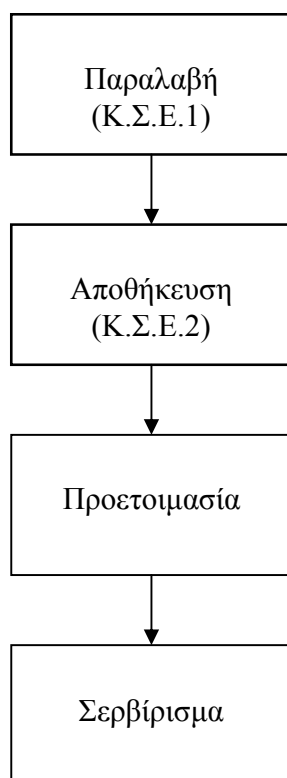 Παραλαβή
(Κ.Σ.Ε.1)
Αποθήκευση
(Κ.Σ.Ε.2)
Προετοιμασία
Σερβίρισμα